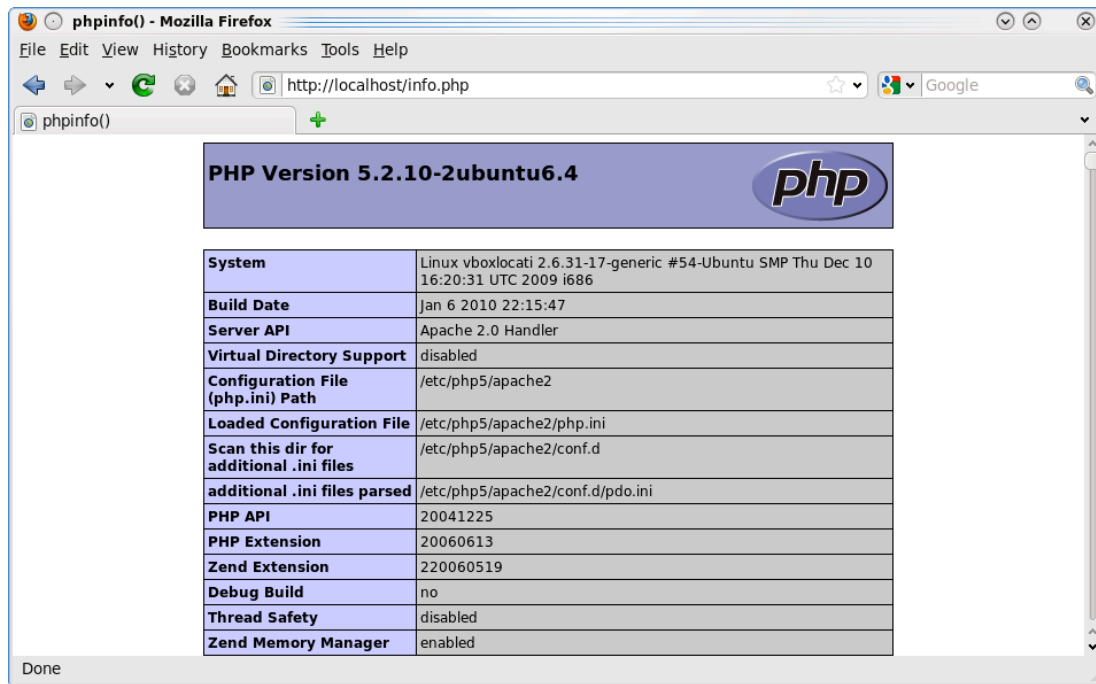 phpinfo() - Mozilla Firefox
File Edit View History Bookmarks Tools Help
http://localhost/info.php Google
phpinfo()
PHP Version 5.2.10-2ubuntu6.4
php
System Linux vboxlocati 2.6.31-17-generic #54-Ubuntu SMP Thu Dec 10
16:20:31 UTC 2009 i686
Build Date Jan 6 2010 22:15:47
Server API Apache 2.0 Handler
Virtual Directory Support disabled
Configuration File /etc/php5/apache2
(php.ini) Path
Loaded Configuration File /etc/php5/apache2/php.ini
Scan this dir for /etc/php5/apache2/conf.d
additional .ini files
additional .ini files parsed /etc/php5/apache2/conf.d/pdo.ini
PHP API 20041225
PHP Extension 20060613
Zend Extension 220060519
Debug Build no
Thread Safety disabled
Zend Memory Manager enabled
Done